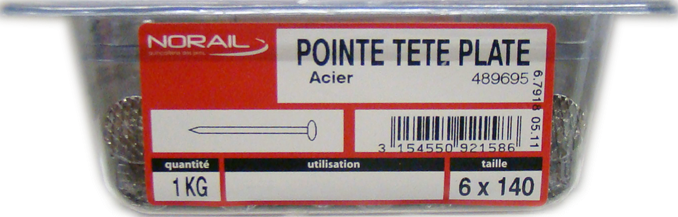 NORAIL
POINTE TETE PLATE
Acier
489695
6.7918 05.11
3 154550 921586
quantité
utilisation
taille
1 KG
6 x 140